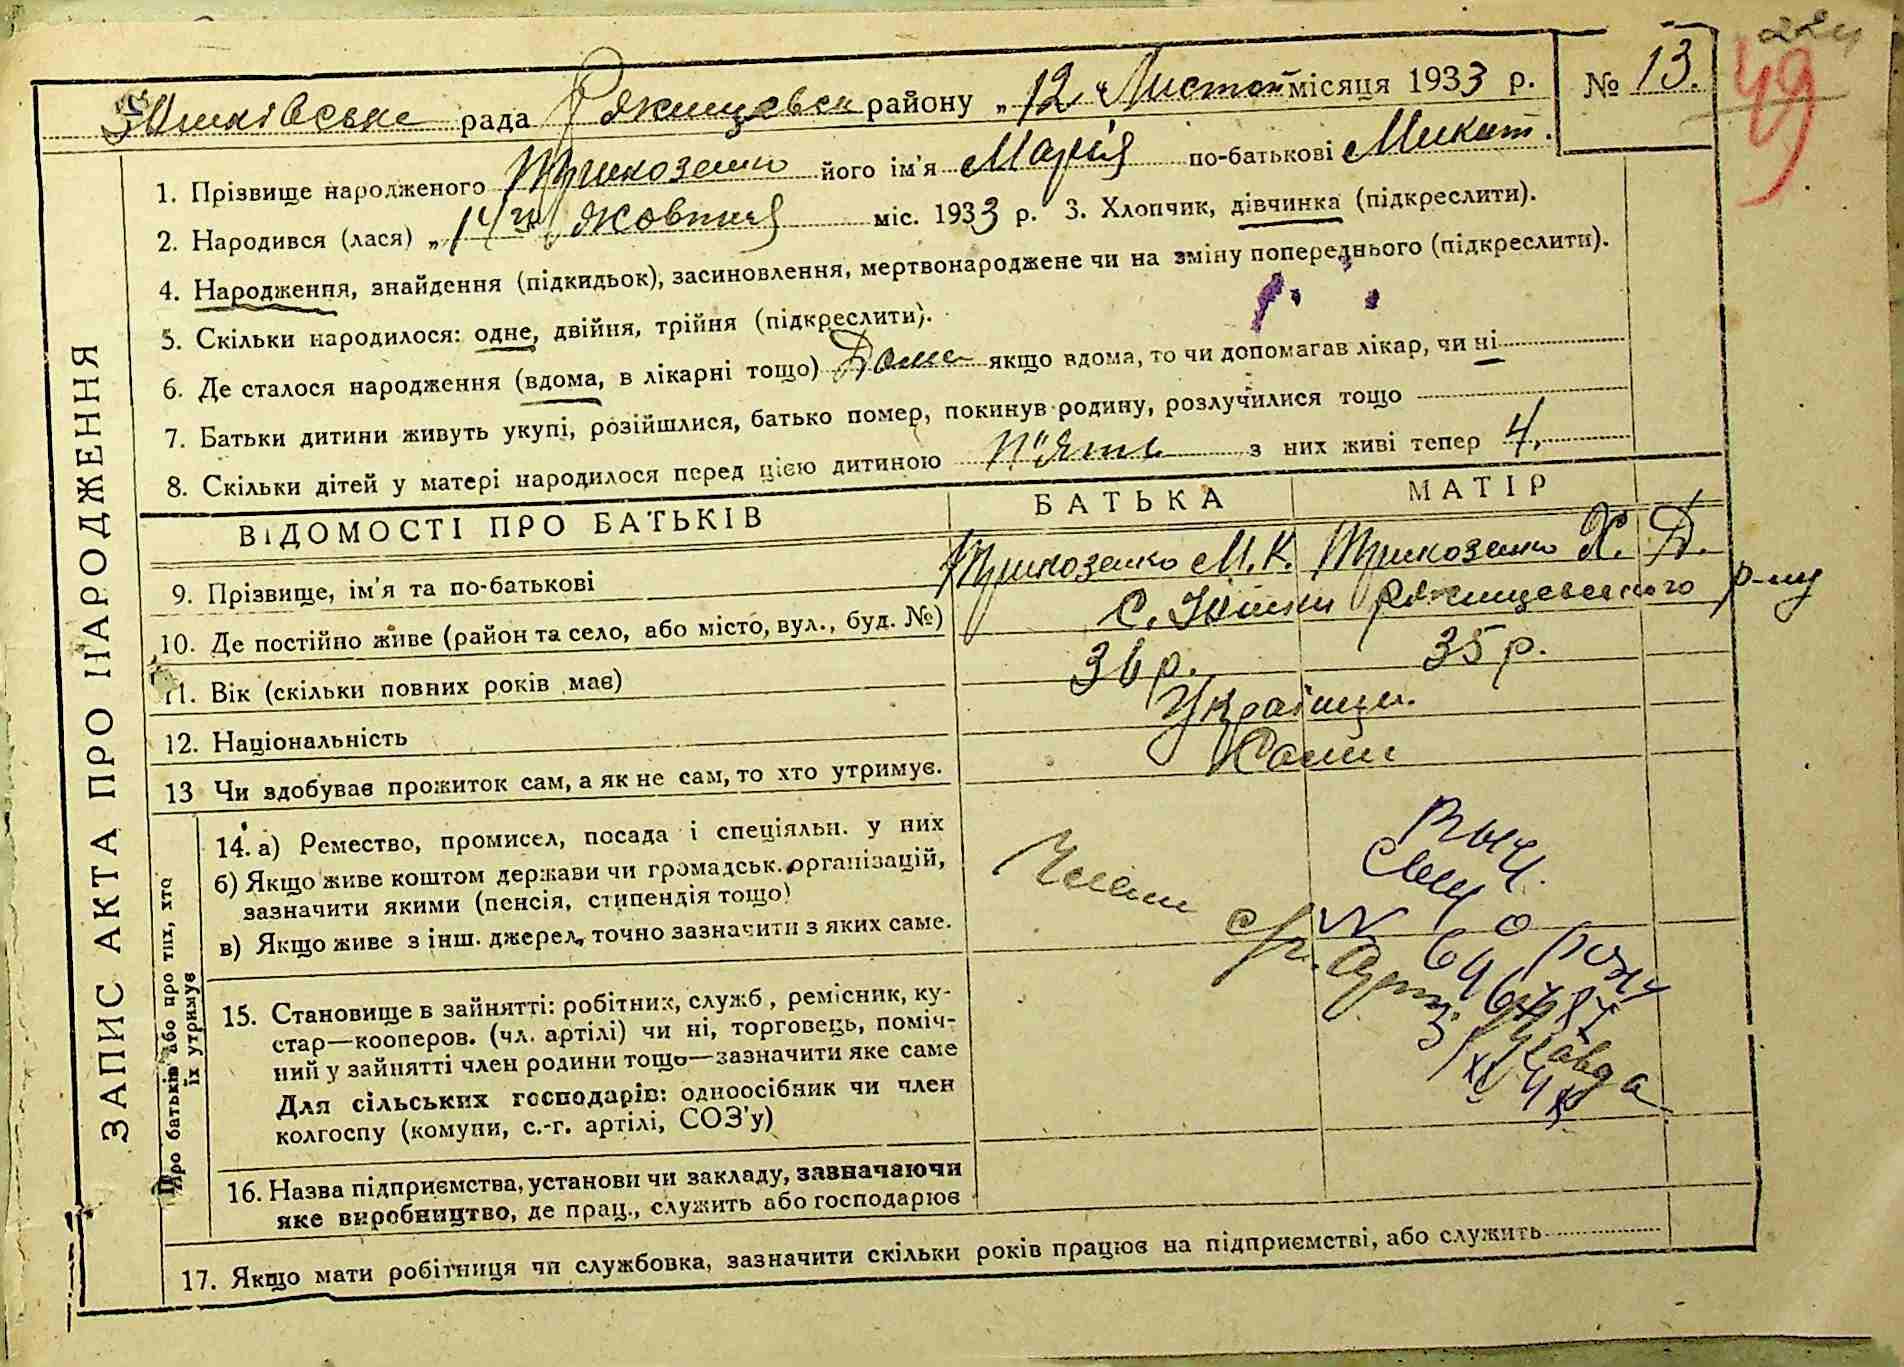 224
49
Юшківське рада Ржищевськ району „12 Листоп місяця 1933 р. № 13.
ЗАПИС АКТА ПРО НАРОДЖЕННЯ
1. Прізвище народженого Трикозенко його ім'я Марія по-батькові Микит.
2. Народився (лася) „14го жовтня міс. 1933 р. 3. Хлопчик, дівчинка (підкреслити).
4. Народження, знайдення (підкидьок), засиновлення, мертвонароджене чи на зміну попереднього (підкреслити).
5. Скільки народилося: одне, двійня, трійня (підкреслити).
6. Де сталося народження (вдома, в лікарні тощо) Дома якщо вдома, то чи допомагав лікар, чи ні
7. Батьки дитини живуть укупі, розійшлися, батько помер, покинув родину, розлучилися тощо
8. Скільки дітей у матері народилося перед цією дитиною п'ять з них живі тепер 4.
ВІДОМОСТІ ПРО БАТЬКІВ БАТЬКА МАТІР
9. Прізвище, ім'я та по-батькові Трикозенко М. К. Трикозенко Х. Д.
10. Де постійно живе (район та село, або місто, вул., буд. №) с. Юшки Ржищевського р-ну
11. Вік (скільки повних років має) 36 р. 35 р.
12. Національність Українци.
13 Чи здобуває прожиток сам, а як не сам, то хто утримує. Сами
Про батьків або про тих, хто
їх утримує
14. а) Ремество, промисел, посада і спеціяльн. у них
б) Якщо живе коштом держави чи громадськ. організацій,
зазначити якими (пенсія, стипендія тощо)
в) Якщо живе з інш. джерел, точно зазначити з яких саме.
Члени
15. Становище в зайнятті: робітник, служб, ремісник, ку-
стар—кооперов. (чл. артілі) чи ні, торговець, поміч-
ний у зайнятті член родини тощо—зазначити яке саме
Для сільських господарів: одноосібник чи член
колгоспу (комуни, с.-г. артілі, СОЗ'у)
16. Назва підприємства, установи чи закладу, зазначаючи
яке виробництво, де прац., служить або господарює
17. Якщо мати робітниця чи службовка, зазначити скільки років працює на підприємстві, або служить